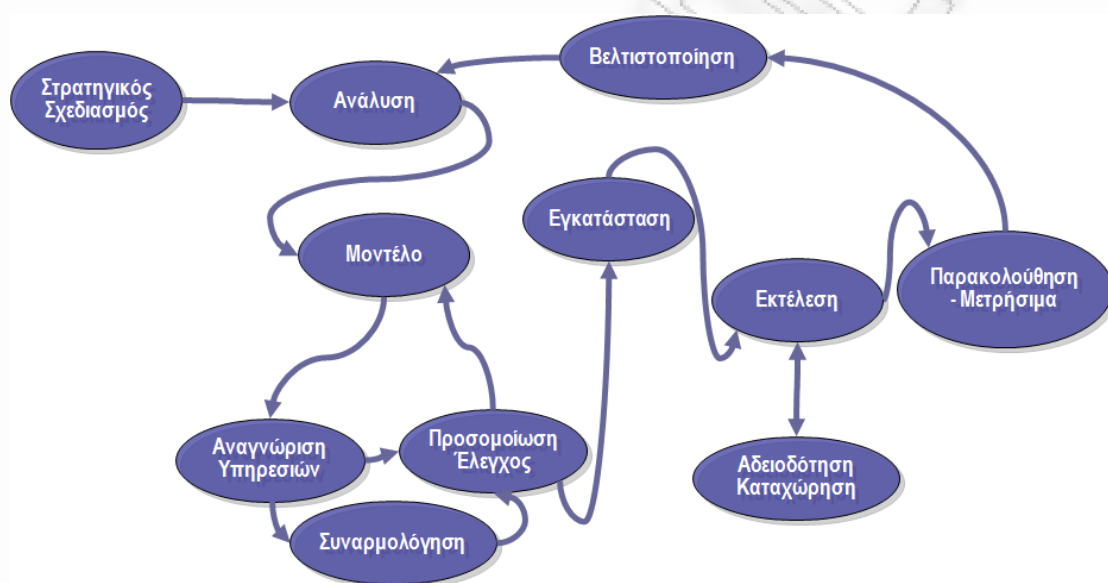 Στρατηγικός
Σχεδιασμός
Ανάλυση
Βελτιστοποίηση
Μοντέλο
Εγκατάσταση
Εκτέλεση
Παρακολούθηση
- Μετρήσιμα
Αναγνώριση
Υπηρεσιών
Προσομοίωση
Έλεγχος
Συναρμολόγηση
Αδειοδότηση
Καταχώρηση